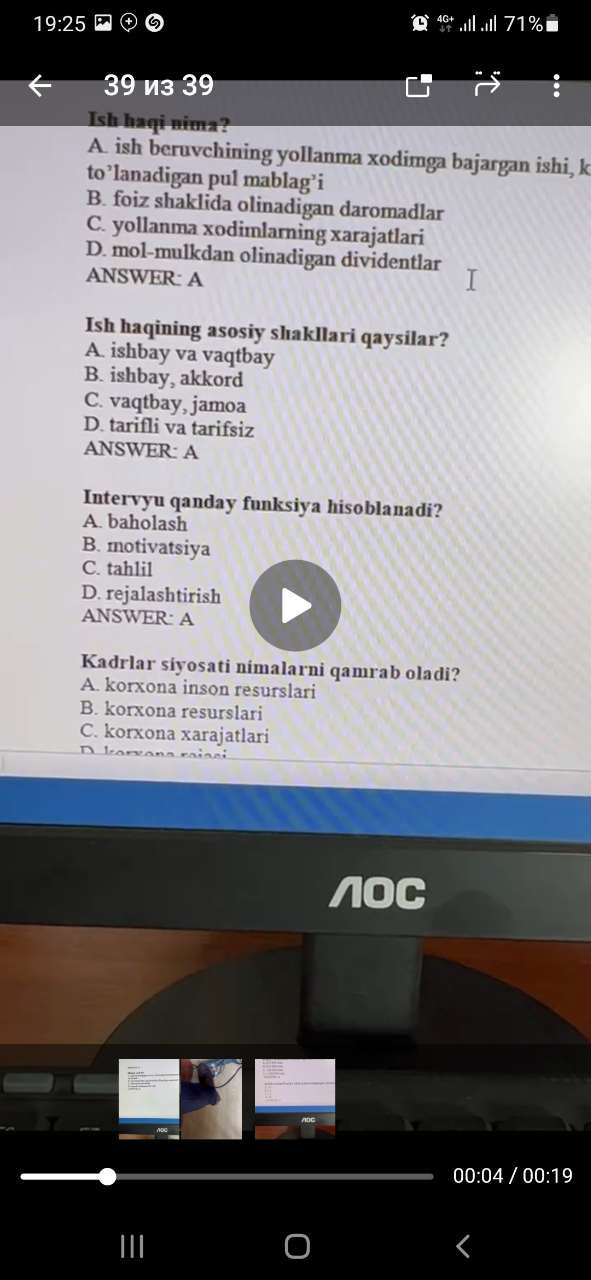 19:25 4G+ 71%
39 из 39
Ish haqi nima?
A. ish beruvchining yollanma xodimga bajargan ishi, k
to’lanadigan pul mablag’i
B. foiz shaklida olinadigan daromadlar
C. yollanma xodimlarning xarajatlari
D. mol-mulkdan olinadigan dividentlar
ANSWER: A
Ish haqining asosiy shakllari qaysilar?
A. ishbay va vaqtbay
B. ishbay, akkord
C. vaqtbay, jamoa
D. tarifli va tarifsiz
ANSWER: A
Intervyu qanday funksiya hisoblanadi?
A. baholash
B. motivatsiya
C. tahlil
D. rejalashtirish
ANSWER: A
Kadrlar siyosati nimalarni qamrab oladi?
A. korxona inson resurslari
B. korxona resurslari
C. korxona xarajatlari
D. korxona
AOC
00:04 / 00:19